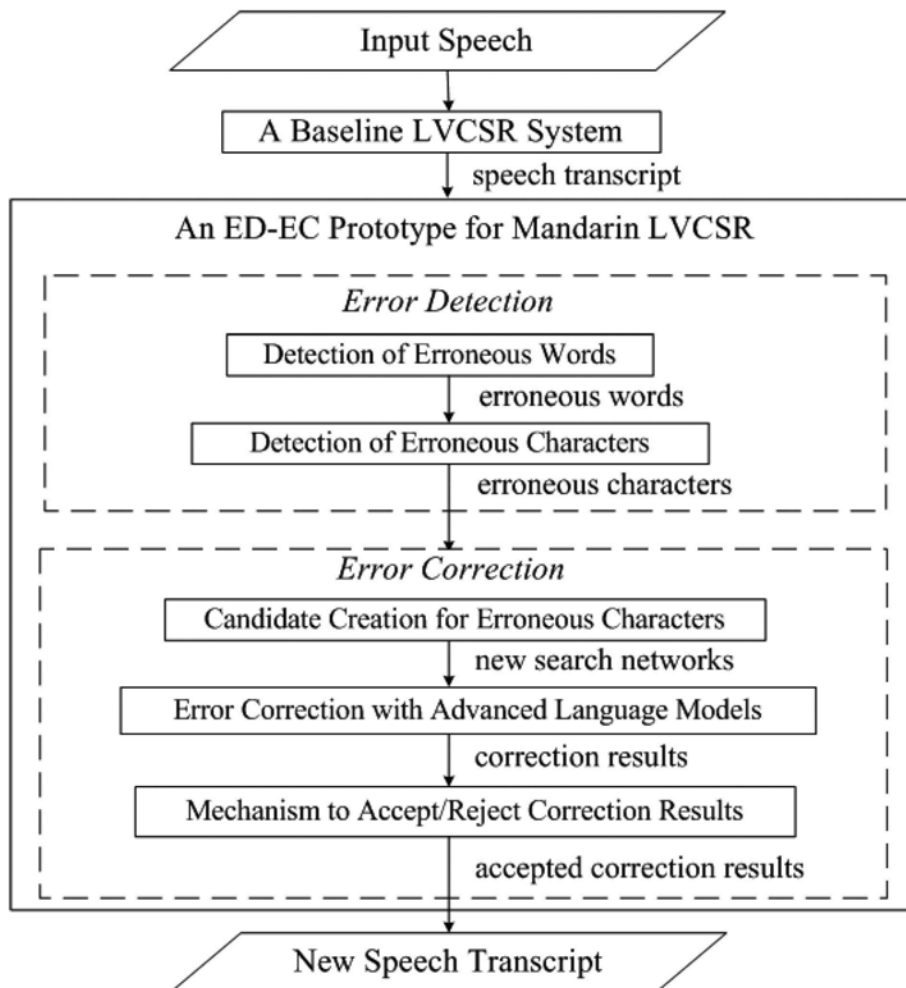 Input Speech
A Baseline LVCSR System
speech transcript
An ED-EC Prototype for Mandarin LVCSR
Error Detection
Detection of Erroneous Words
erroneous words
Detection of Erroneous Characters
erroneous characters
Error Correction
Candidate Creation for Erroneous Characters
new search networks
Error Correction with Advanced Language Models
correction results
Mechanism to Accept/Reject Correction Results
accepted correction results
New Speech Transcript